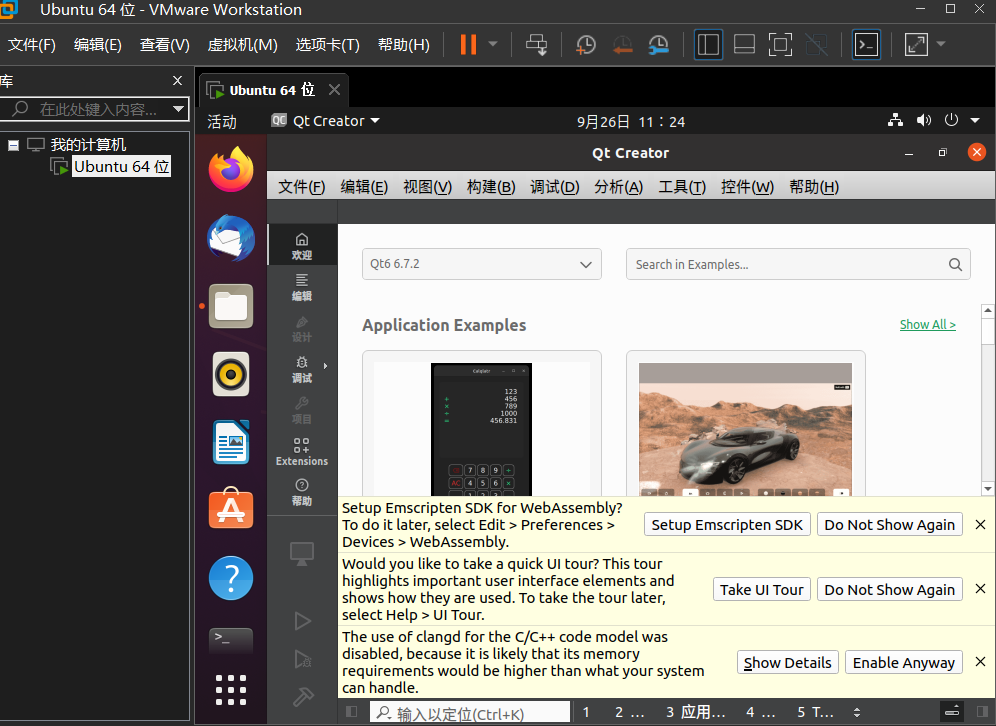 Ubuntu 64 位 - VMware Workstation
文件(F) 编辑(E) 查看(V) 虚拟机(M) 选项卡(T) 帮助(H)
库
在此处键入内容...
我的计算机
Ubuntu 64 位
Ubuntu 64 位
活动 QC Qt Creator 9月26日 11：24
Qt Creator
文件(F) 编辑(E) 视图(V) 构建(B) 调试(D) 分析(A) 工具(T) 控件(W) 帮助(H)
欢迎
编辑
设计
调试
项目
Extensions
帮助
Qt6 6.7.2 Search in Examples...
Application Examples Show All >
Calqlatr
123
+ 456
× 789
÷ 1000
= 456.831
7 8 9 +
AC 4 5 6 ×
Setup Emscripten SDK for WebAssembly?
To do it later, select Edit > Preferences >
Devices > WebAssembly.
Setup Emscripten SDK Do Not Show Again
Would you like to take a quick UI tour? This tour
highlights important user interface elements and
shows how they are used. To take the tour later,
select Help > UI Tour.
Take UI Tour Do Not Show Again
The use of clangd for the C/C++ code model was
disabled, because it is likely that its memory
requirements would be higher than what your system
can handle.
Show Details Enable Anyway
输入以定位(Ctrl+K) 1 2 ... 3 应用... 4 ... 5 T...